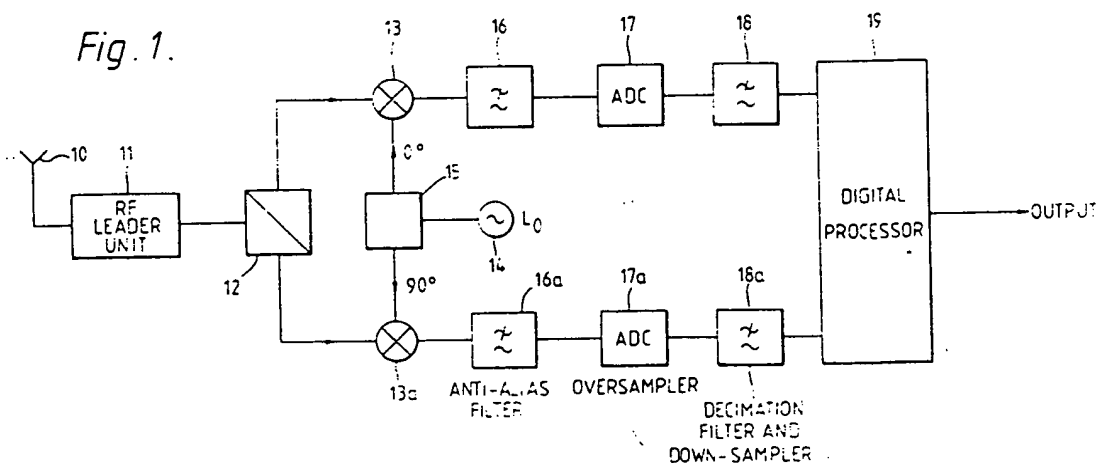 Fig. 1.
10
11
RF
LEADER
UNIT
12
13
0°
15
L0
14
90°
13a
16
17
ADC
18
19
DIGITAL
PROCESSOR
OUTPUT
16a
17a
ADC
18a
ANTI-ALIAS
FILTER
OVERSAMPLER
DECIMATION
FILTER AND
DOWN-SAMPLER